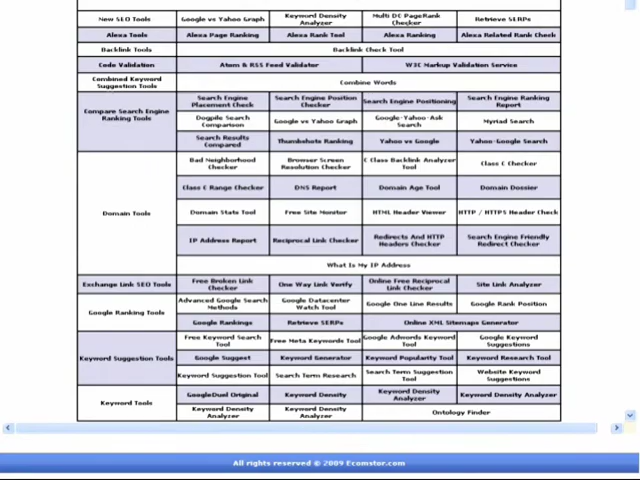 New SEO Tools
Google vs Yahoo Graph
Keyword Density
Analyzer
Multi DC PageRank
Checker
Retrieve SERPs
Alexa Tools
Alexa Page Ranking
Alexa Rank Tool
Alexa Ranking
Alexa Related Rank Check
Backlink Tools
Backlink Check Tool
Code Validation
Atom & RSS Feed Validator
W3C Markup Validation Service
Combined Keyword
Suggestion Tools
Combine Words
Compare Search Engine
Ranking Tools
Search Engine
Placement Check
Search Engine Position
Checker
Search Engine Positioning
Search Engine Ranking
Report
Dogpile Search
Comparison
Google vs Yahoo Graph
Google-Yahoo-Ask
Search
Myriad Search
Search Results
Compared
Thumbshots Ranking
Yahoo vs Google
Yahoo-Google Search
Domain Tools
Bad Neighborhood
Checker
Browser Screen
Resolution Checker
C Class Backlink Analyzer
Tool
Class C Checker
Class C Range Checker
DNS Report
Domain Age Tool
Domain Dossier
Domain Stats Tool
Free Site Monitor
HTML Header Viewer
HTTP / HTTPS Header Check
IP Address Report
Reciprocal Link Checker
Redirects And HTTP
Headers Checker
Search Engine Friendly
Redirect Checker
What Is My IP Address
Exchange Link SEO Tools
Free Broken Link
Checker
One Way Link Verify
Online Free Reciprocal
Link Checker
Site Link Analyzer
Google Ranking Tools
Advanced Google Search
Methods
Google Datacenter
Watch Tool
Google One Line Results
Google Rank Position
Google Rankings
Retrieve SERPs
Online XML Sitemaps Generator
Keyword Suggestion Tools
Free Keyword Search
Tool
Free Meta Keywords Tool
Google Adwords Keyword
Tool
Google Keyword
Suggestions
Google Suggest
Keyword Generator
Keyword Popularity Tool
Keyword Research Tool
Keyword Suggestion Tool
Search Term Research
Search Term Suggestion
Tool
Website Keyword
Suggestions
Keyword Tools
GoogleDuel Original
Keyword Density
Keyword Density
Analyzer
Keyword Density Analyzer
Keyword Density
Analyzer
Keyword Density
Analyzer
Ontology Finder
All rights reserved © 2009 Ecomstor.com